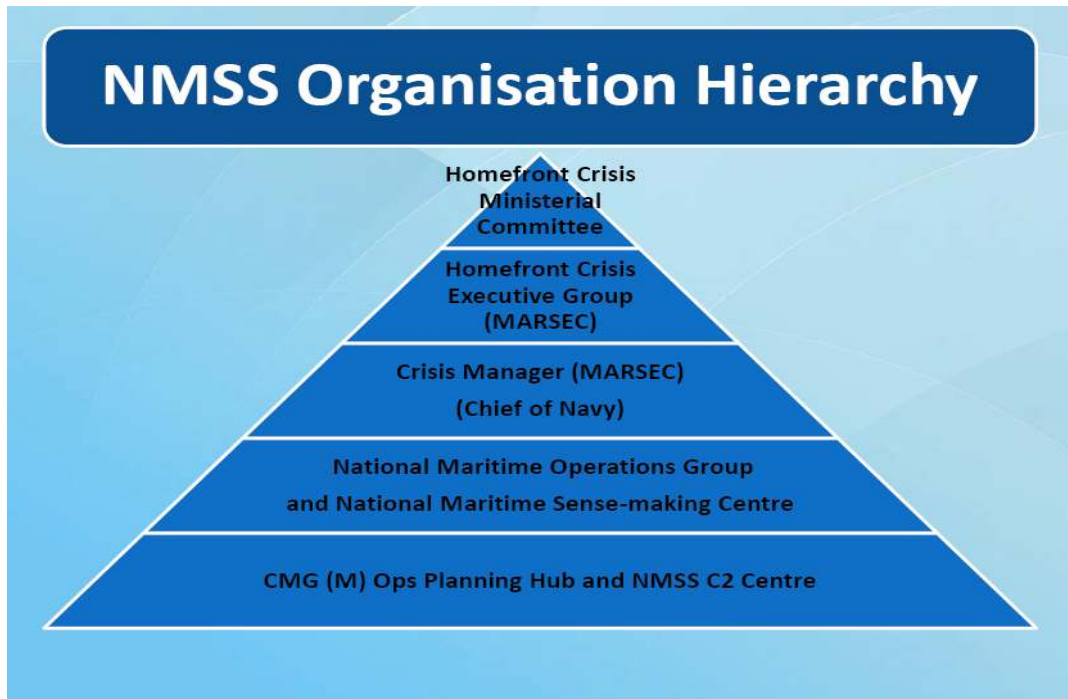 NMSS Organisation Hierarchy
Homefront Crisis
Ministerial
Committee
Homefront Crisis
Executive Group
(MARSEC)
Crisis Manager (MARSEC)
(Chief of Navy)
National Maritime Operations Group
and National Maritime Sense-making Centre
CMG (M) Ops Planning Hub and NMSS C2 Centre